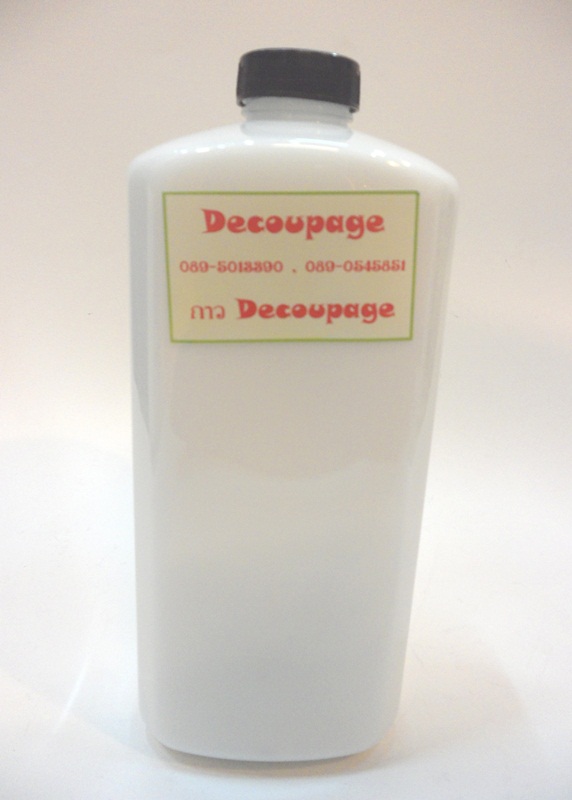 Decoupage
089-5013390 , 089-0545851
กาว Decoupage